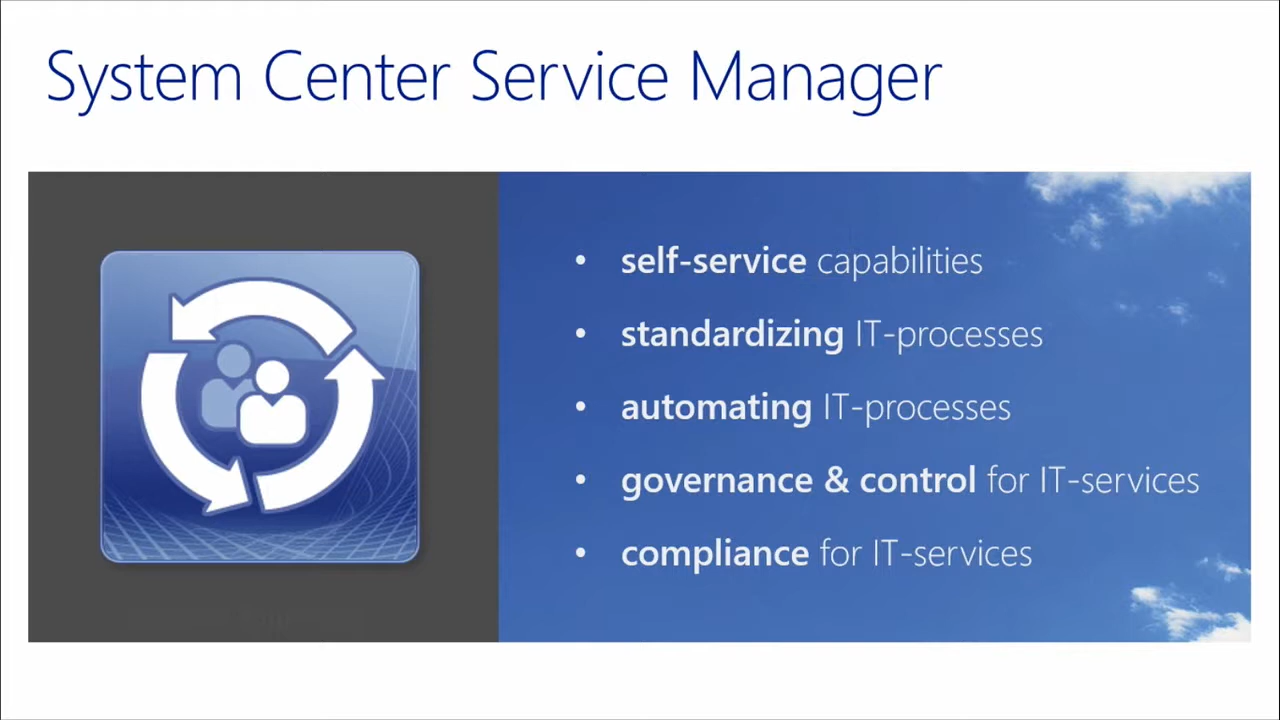 System Center Service Manager
• self-service capabilities
• standardizing IT-processes
• automating IT-processes
• governance & control for IT-services
• compliance for IT-services